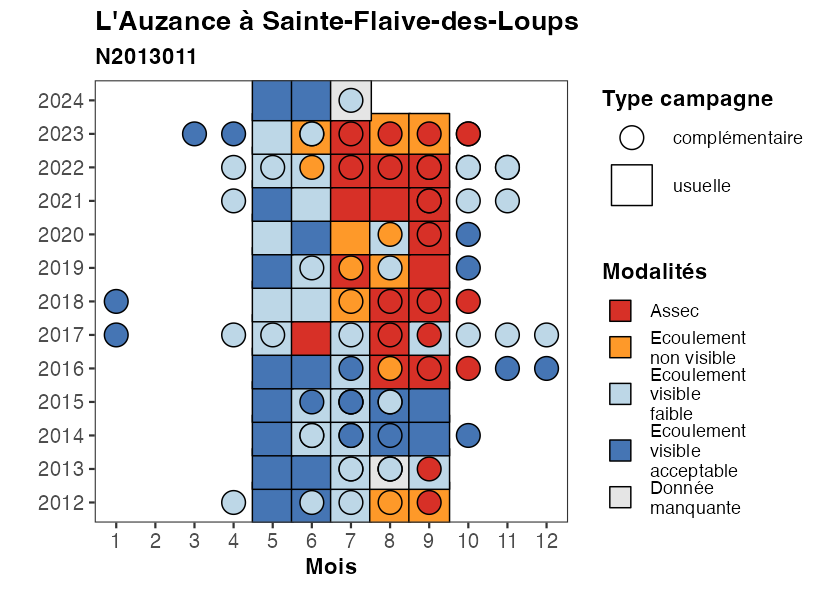 L'Auzance à Sainte-Flaive-des-Loups
N2013011
2024
2023
2022
2021
2020
2019
2018
2017
2016
2015
2014
2013
2012
1 2 3 4 5 6 7 8 9 10 11 12
Mois
Type campagne
complémentaire
usuelle
Modalités
Assec
Ecoulement
non visible
Ecoulement
visible
faible
Ecoulement
visible
acceptable
Donnée
manquante